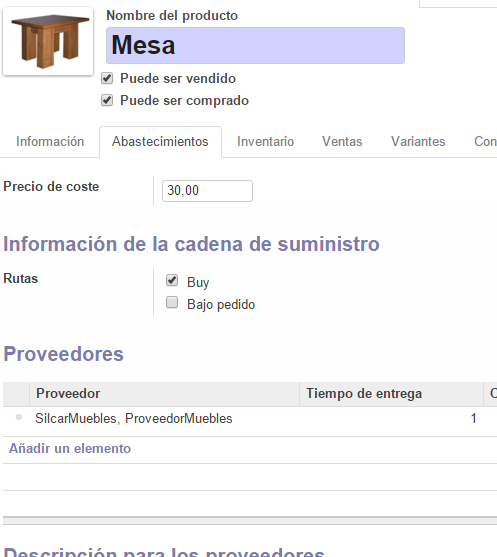 Nombre del producto
Mesa
Puede ser vendido
Puede ser comprado
Información Abastecimientos Inventario Ventas Variantes Con
Precio de coste 30,00
Información de la cadena de suministro
Rutas Buy
Bajo pedido
Proveedores
Proveedor Tiempo de entrega C
SilcarMuebles, ProveedorMuebles 1
Añadir un elemento
Descripción para los proveedores